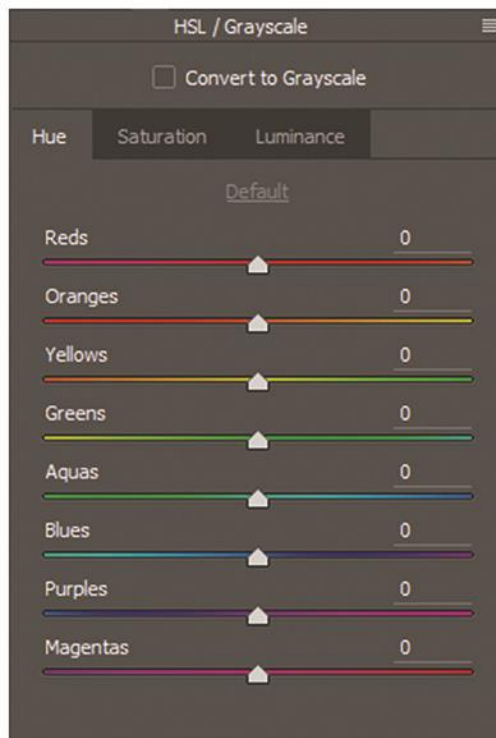 HSL / Grayscale
Convert to Grayscale
Hue Saturation Luminance
Default
Reds 0
Oranges 0
Yellows 0
Greens 0
Aquas 0
Blues 0
Purples 0
Magentas 0